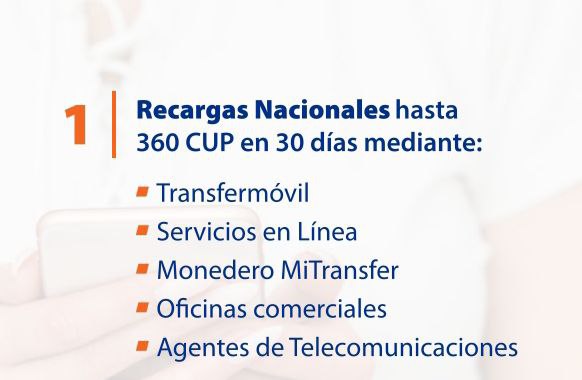 1
Recargas Nacionales hasta
360 CUP en 30 días mediante:
Transfermóvil
Servicios en Línea
Monedero MiTransfer
Oficinas comerciales
Agentes de Telecomunicaciones